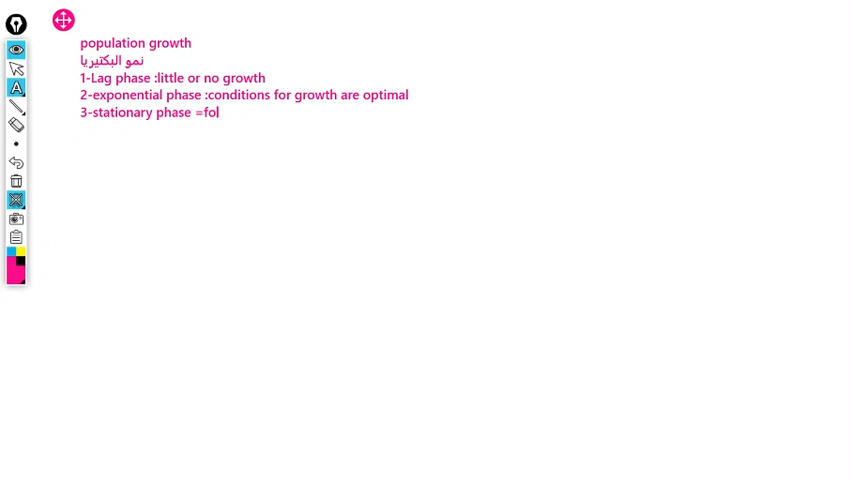 population growth
نمو البكتيريا
1-Lag phase :little or no growth
2-exponential phase :conditions for growth are optimal
3-stationary phase =fol